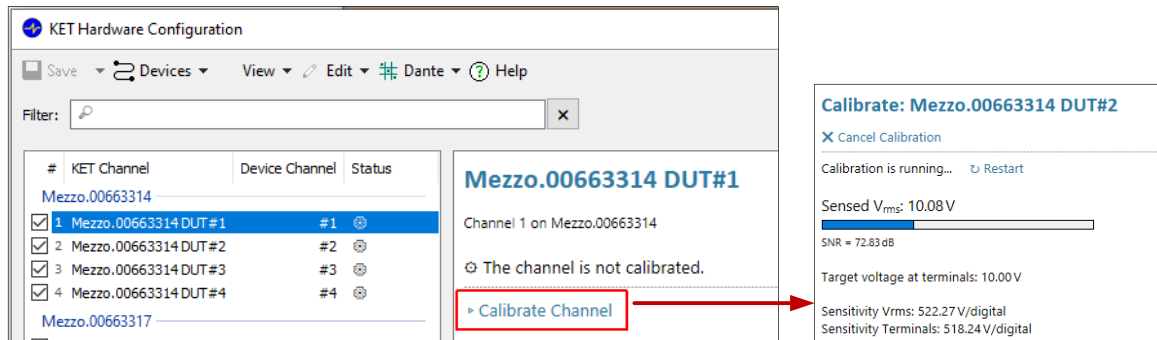 KET Hardware Configuration
Save Devices View Edit Dante Help
Filter:
# KET Channel Device Channel Status
Mezzo.00663314
1 Mezzo.00663314 DUT#1 #1
2 Mezzo.00663314 DUT#2 #2
3 Mezzo.00663314 DUT#3 #3
4 Mezzo.00663314 DUT#4 #4
Mezzo.00663317
Mezzo.00663314 DUT#1
Channel 1 on Mezzo.00663314
The channel is not calibrated.
Calibrate Channel
Calibrate: Mezzo.00663314 DUT#2
Cancel Calibration
Calibration is running... Restart
Sensed Vrms: 10.08 V
SNR = 72.83 dB
Target voltage at terminals: 10.00 V
Sensitivity Vrms: 522.27 V/digital
Sensitivity Terminals: 518.24 V/digital